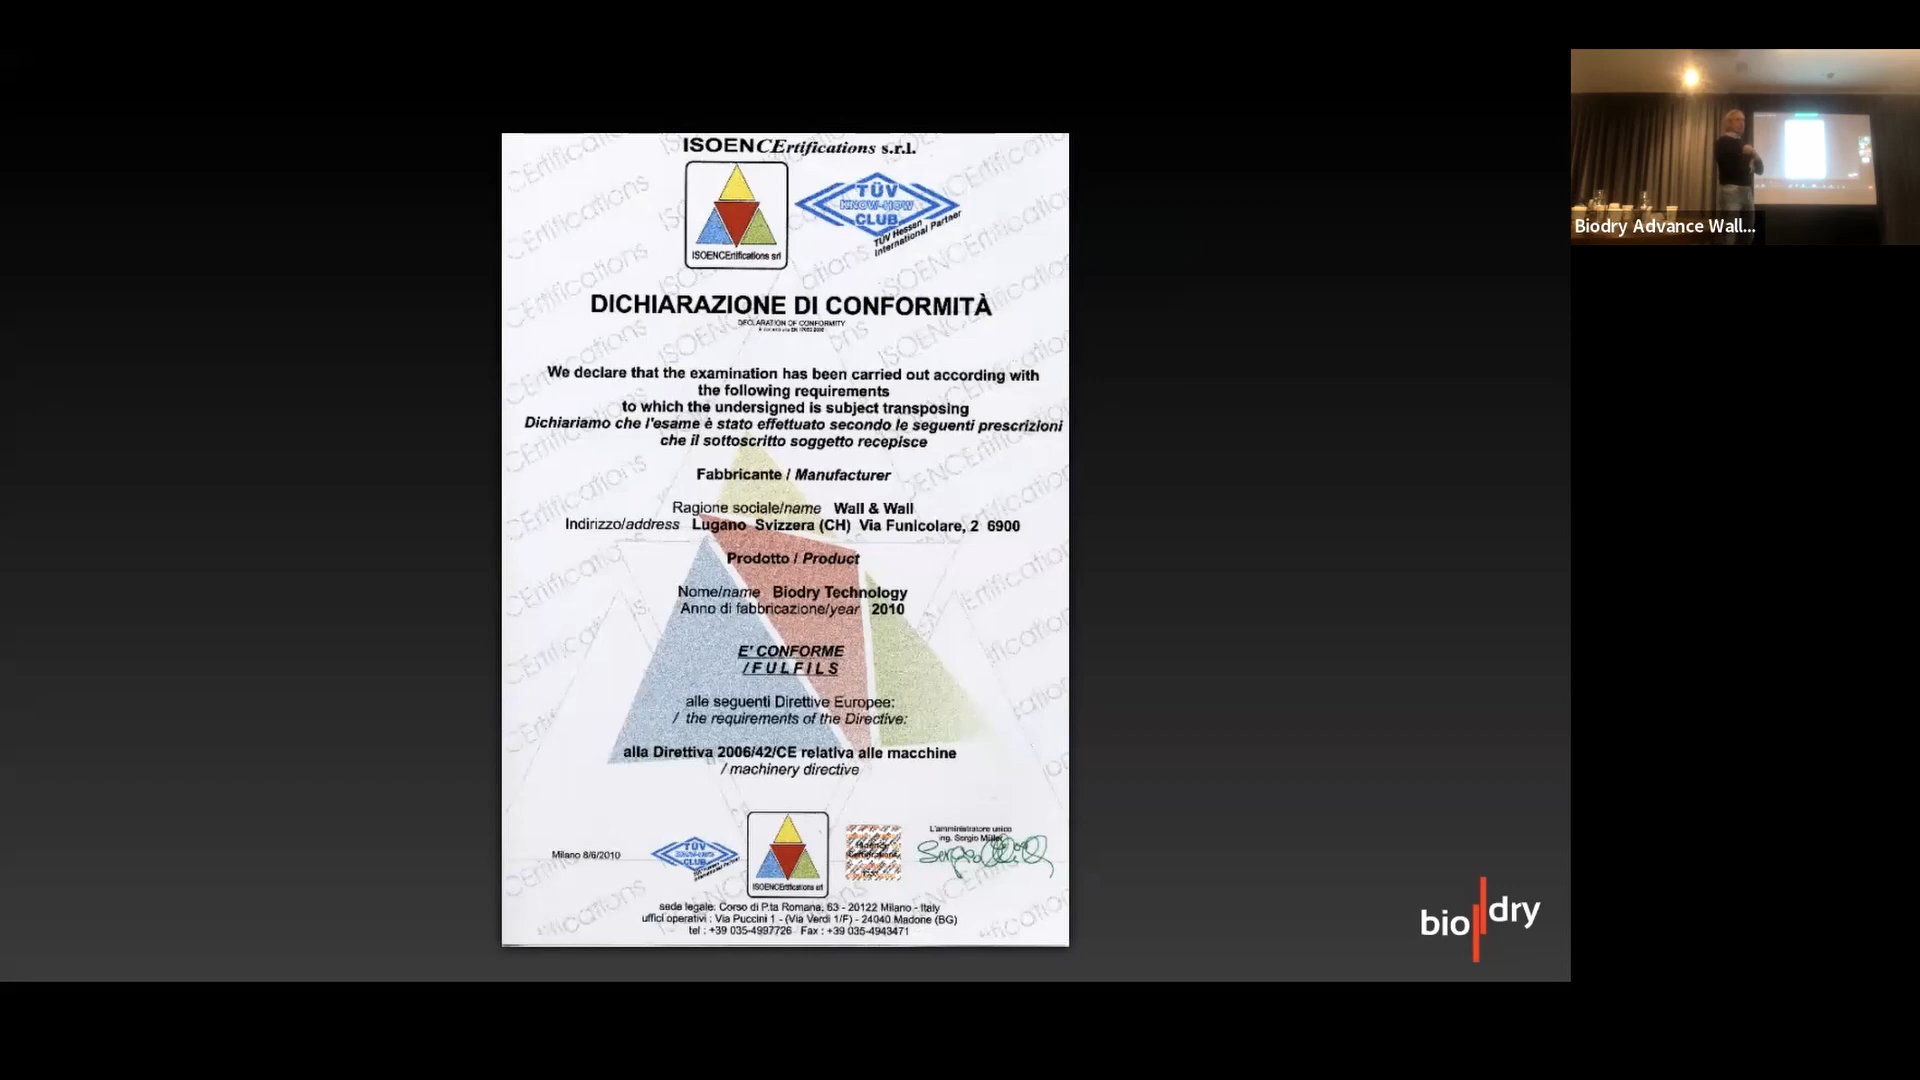 ISOENCErtifications s.r.l.
ISOENCErtifications srl
TÜV
KNOW-HOW
CLUB
TÜV Hessen
International Partner
DICHIARAZIONE DI CONFORMITÀ
DECLARATION OF CONFORMITY
We declare that the examination has been carried out according with
the following requirements
to which the undersigned is subject transposing
Dichiariamo che l'esame è stato effettuato secondo le seguenti prescrizioni
che il sottoscritto soggetto recepisce
Fabbricante / Manufacturer
Ragione sociale/name Wall & Wall
Indirizzo/address Lugano Svizzera (CH) Via Funicolare, 2 6900
Prodotto / Product
Nome/name Biodry Technology
Anno di fabbricazione/year 2010
E' CONFORME
/ F U L F I L S
alle seguenti Direttive Europee:
/ the requirements of the Directive:
alla Direttiva 2006/42/CE relativa alle macchine
/ machinery directive
Milano 8/6/2010
TÜV
CLUB
ISOENCErtifications srl
L'amministratore unico
ing. Sergio Müller
sede legale: Corso di P.ta Romana, 63 - 20122 Milano - Italy
uffici operativi : Via Puccini 1 - (Via Verdi 1/F) - 24040 Madone (BG)
tel : +39 035-4997726 Fax : +39 035-4943471
bio dry
Biodry Advance Wall...